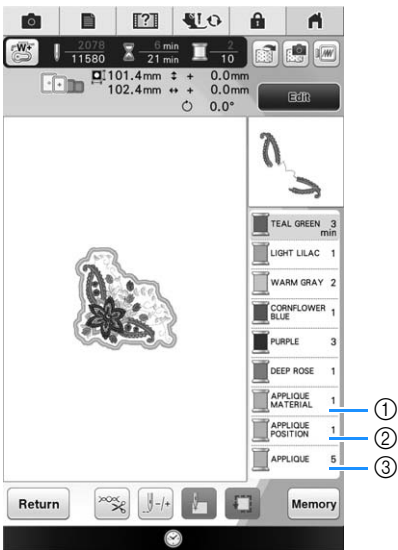 W+
2078
11580
6 min
21 min
2
10
101.4mm + 0.0mm
102.4mm + 0.0mm
0.0°
Edit
TEAL GREEN 3 min
LIGHT LILAC 1
WARM GRAY 2
CORNFLOWER BLUE 1
PURPLE 3
DEEP ROSE 1
APPLIQUE MATERIAL 1
APPLIQUE POSITION 1
APPLIQUE 5
①
②
③
Return
-/+
Memory